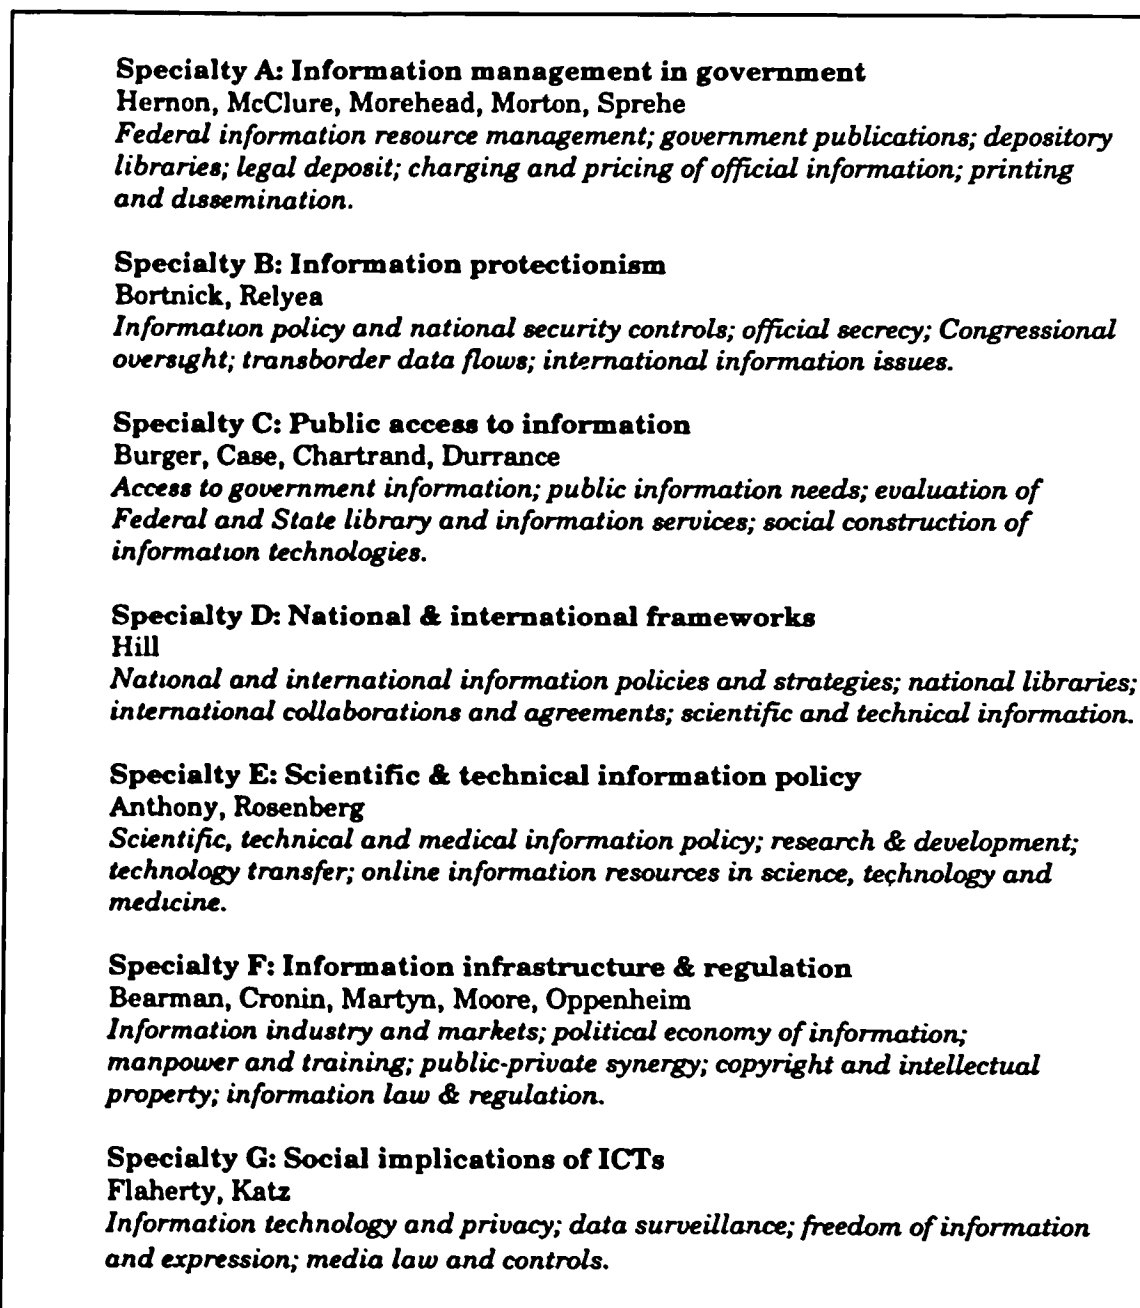 Specialty A: Information management in government
Hernon, McClure, Morehead, Morton, Sprehe
Federal information resource management; government publications; depository
libraries; legal deposit; charging and pricing of official information; printing
and dissemination.
Specialty B: Information protectionism
Bortnick, Relyea
Information policy and national security controls; official secrecy; Congressional
oversight; transborder data flows; international information issues.
Specialty C: Public access to information
Burger, Case, Chartrand, Durrance
Access to government information; public information needs; evaluation of
Federal and State library and information services; social construction of
information technologies.
Specialty D: National & international frameworks
Hill
National and international information policies and strategies; national libraries;
international collaborations and agreements; scientific and technical information.
Specialty E: Scientific & technical information policy
Anthony, Rosenberg
Scientific, technical and medical information policy; research & development;
technology transfer; online information resources in science, technology and
medicine.
Specialty F: Information infrastructure & regulation
Bearman, Cronin, Martyn, Moore, Oppenheim
Information industry and markets; political economy of information;
manpower and training; public-private synergy; copyright and intellectual
property; information law & regulation.
Specialty G: Social implications of ICTs
Flaherty, Katz
Information technology and privacy; data surveillance; freedom of information
and expression; media law and controls.